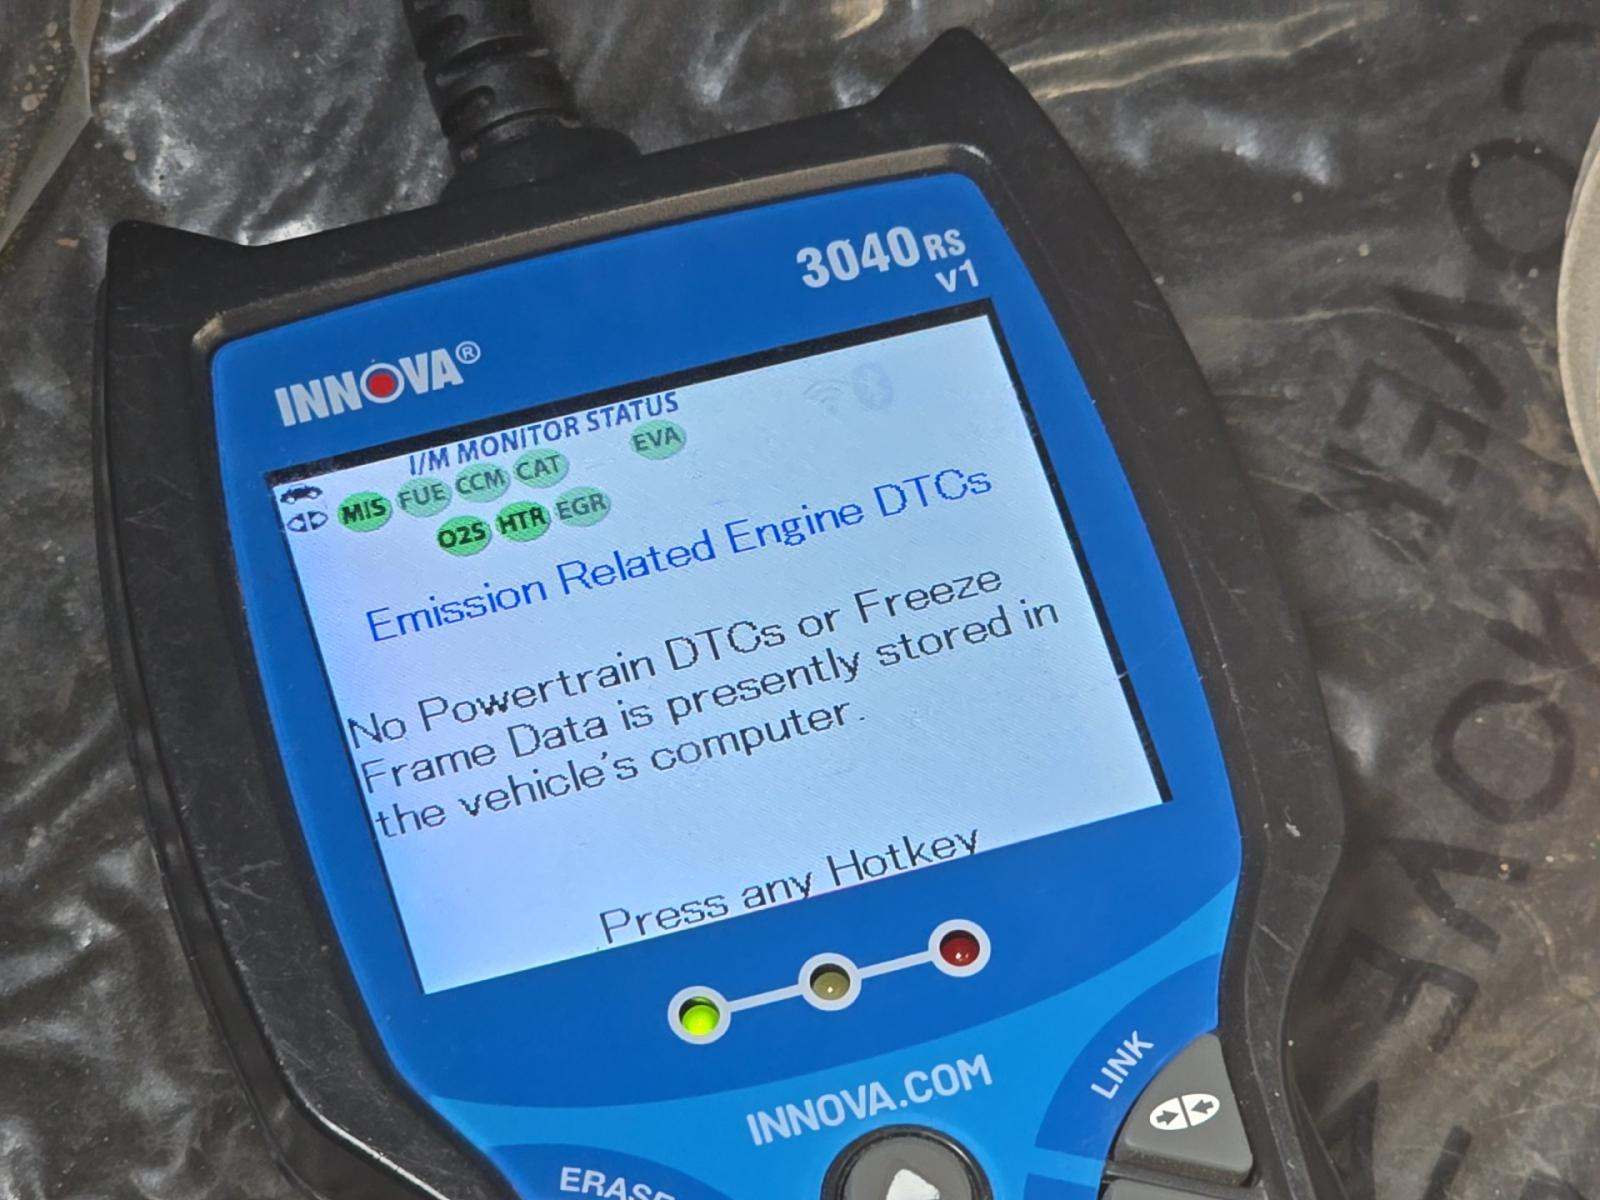 3040RS
v1
INNOVA®
I/M MONITOR STATUS
MIS FUE CCM CAT EVA
O2S HTR EGR
Emission Related Engine DTCs
No Powertrain DTCs or Freeze
Frame Data is presently stored in
the vehicle's computer.
Press any Hotkey
INNOVA.COM
LINK
ERASE